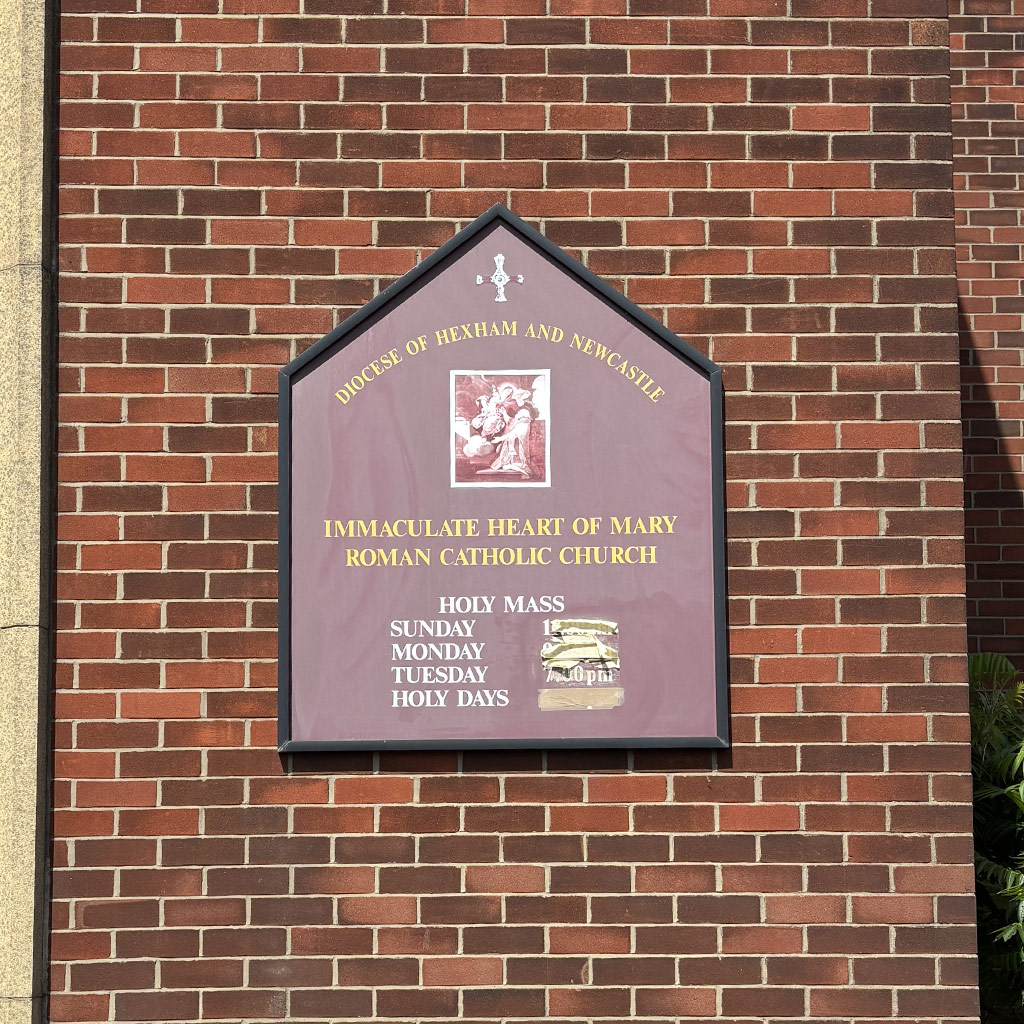 DIOCESE OF HEXHAM AND NEWCASTLE
IMMACULATE HEART OF MARY
ROMAN CATHOLIC CHURCH
HOLY MASS
SUNDAY
MONDAY
TUESDAY
HOLY DAYS